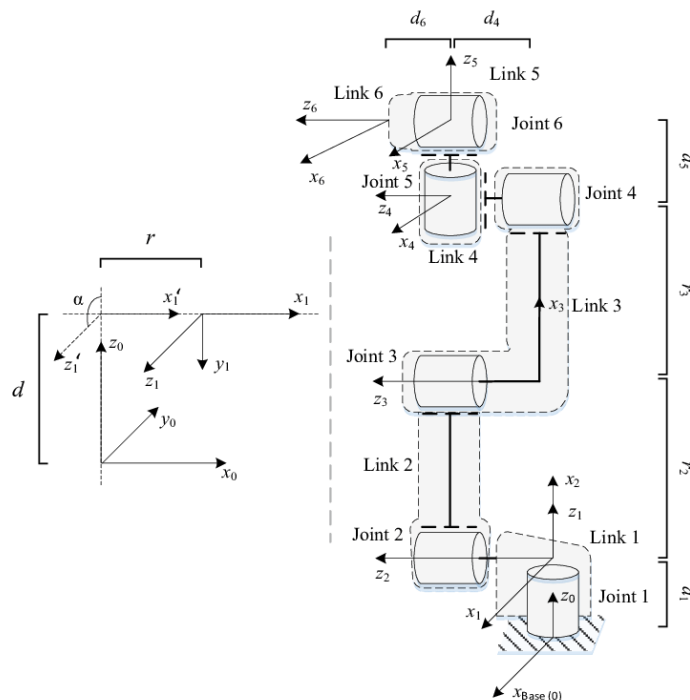 d6 d4
z5
Link 5
Link 6
z6
Joint 6
x5
x6
Joint 5
Joint 4
z4
x4
Link 4
r
α
x1′
x1
z0
z1′
z1
y1
d
y0
x0
x3
Link 3
r3
Joint 3
z3
Link 2
r2
x2
z1
Joint 2
Link 1
z2
x1
z0
Joint 1
d1
xBase (0)